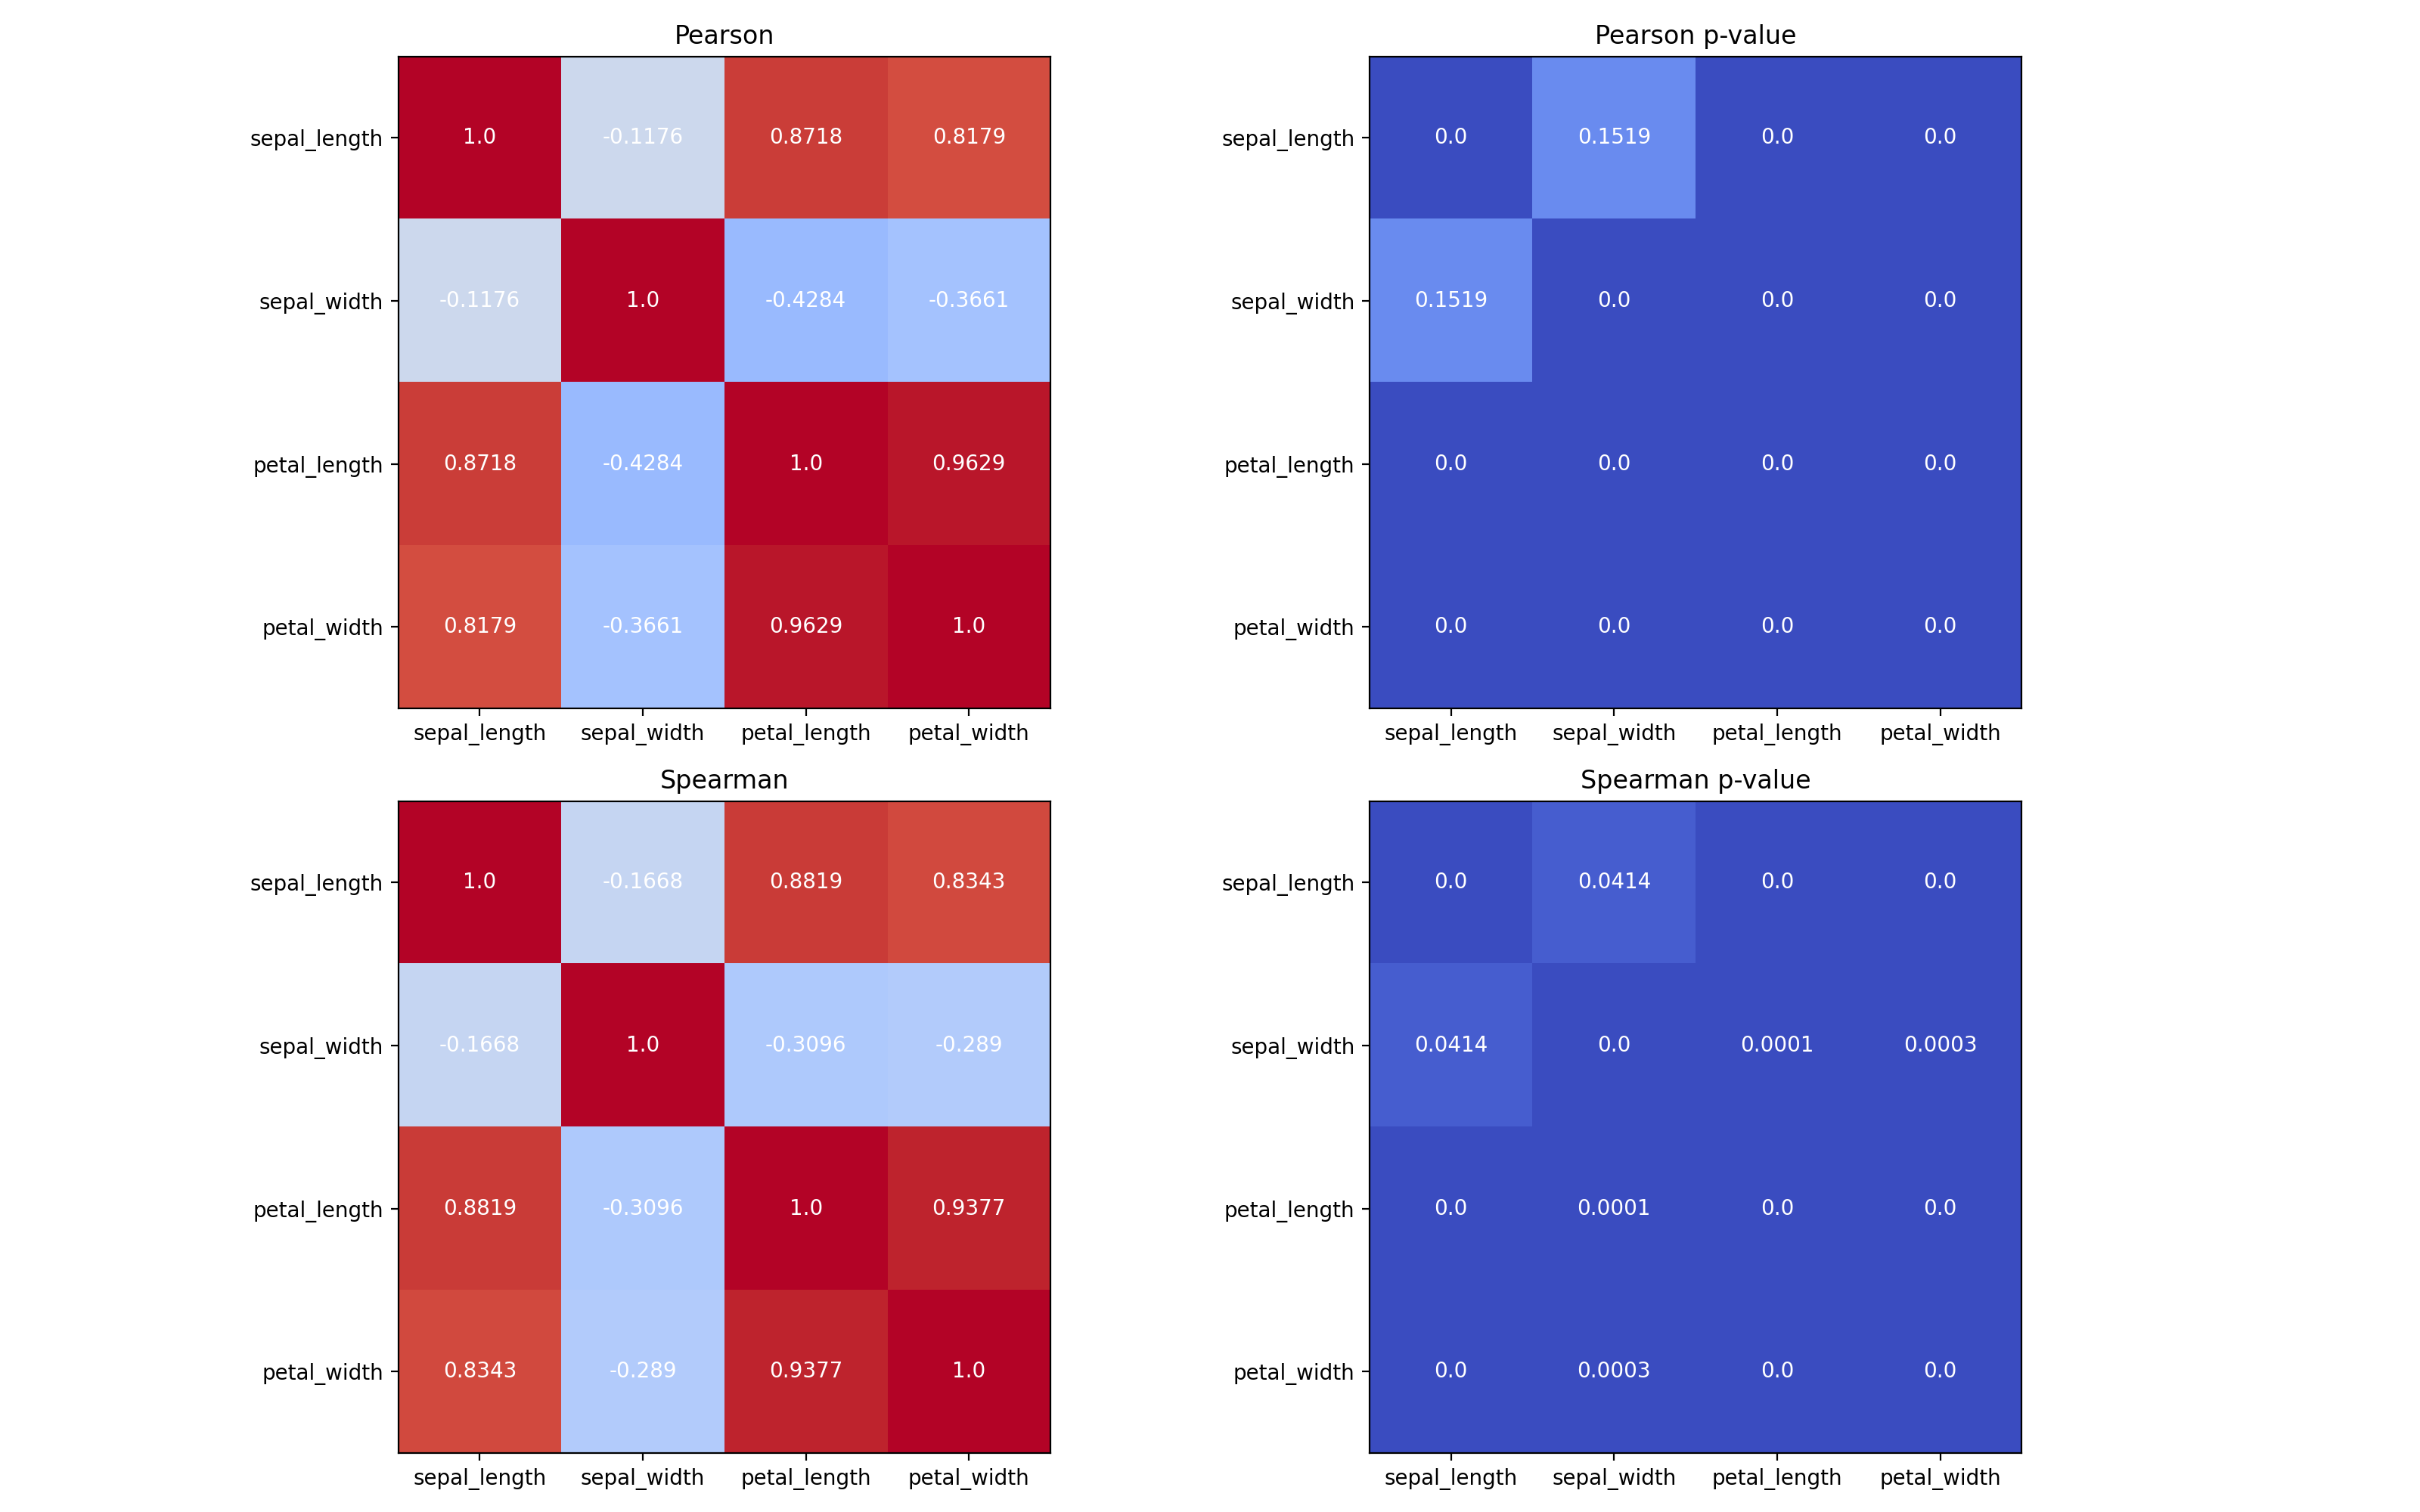 Pearson
sepal_length 1.0 -0.1176 0.8718 0.8179
sepal_width -0.1176 1.0 -0.4284 -0.3661
petal_length 0.8718 -0.4284 1.0 0.9629
petal_width 0.8179 -0.3661 0.9629 1.0
sepal_length sepal_width petal_length petal_width
Pearson p-value
sepal_length 0.0 0.1519 0.0 0.0
sepal_width 0.1519 0.0 0.0 0.0
petal_length 0.0 0.0 0.0 0.0
petal_width 0.0 0.0 0.0 0.0
sepal_length sepal_width petal_length petal_width
Spearman
sepal_length 1.0 -0.1668 0.8819 0.8343
sepal_width -0.1668 1.0 -0.3096 -0.289
petal_length 0.8819 -0.3096 1.0 0.9377
petal_width 0.8343 -0.289 0.9377 1.0
sepal_length sepal_width petal_length petal_width
Spearman p-value
sepal_length 0.0 0.0414 0.0 0.0
sepal_width 0.0414 0.0 0.0001 0.0003
petal_length 0.0 0.0001 0.0 0.0
petal_width 0.0 0.0003 0.0 0.0
sepal_length sepal_width petal_length petal_width